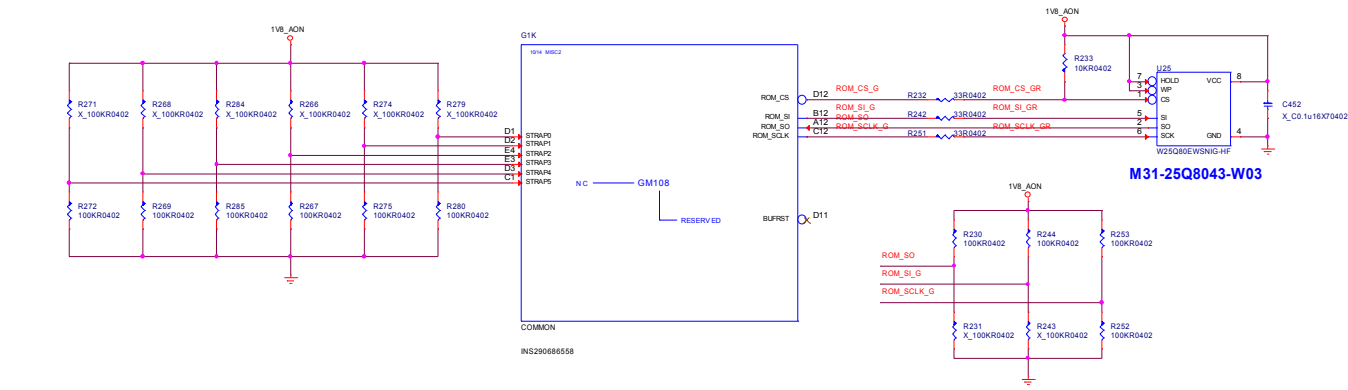 1V8_AON
R271
X_100KR0402
R268
X_100KR0402
R284
X_100KR0402
R266
X_100KR0402
R274
X_100KR0402
R279
X_100KR0402
R272
100KR0402
R269
100KR0402
R285
100KR0402
R267
100KR0402
R275
100KR0402
R280
100KR0402
G1K
10/14 MISC2
D1 STRAP0
D2 STRAP1
E4 STRAP2
E3 STRAP3
D3 STRAP4
C1 STRAP5
NC GM108
RESERVED
ROM_CS D12
ROM_SI B12
ROM_SO A12
ROM_SCLK C12
BUFRST D11
COMMON
INS290686558
ROM_CS_G
ROM_SI_G
ROM_SO
ROM_SCLK_G
R232 33R0402
R242 33R0402
R251 33R0402
ROM_CS_GR
ROM_SI_GR
ROM_SCLK_GR
1V8_AON
R233
10KR0402
U25
7 HOLD VCC 8
3 WP
1 CS
5 SI
2 SO
6 SCK GND 4
W25Q80EWSNIG-HF
C452
X_C0.1u16X70402
M31-25Q8043-W03
1V8_AON
R230
100KR0402
R244
100KR0402
R253
X_100KR0402
ROM_SO
ROM_SI_G
ROM_SCLK_G
R231
X_100KR0402
R243
X_100KR0402
R252
100KR0402